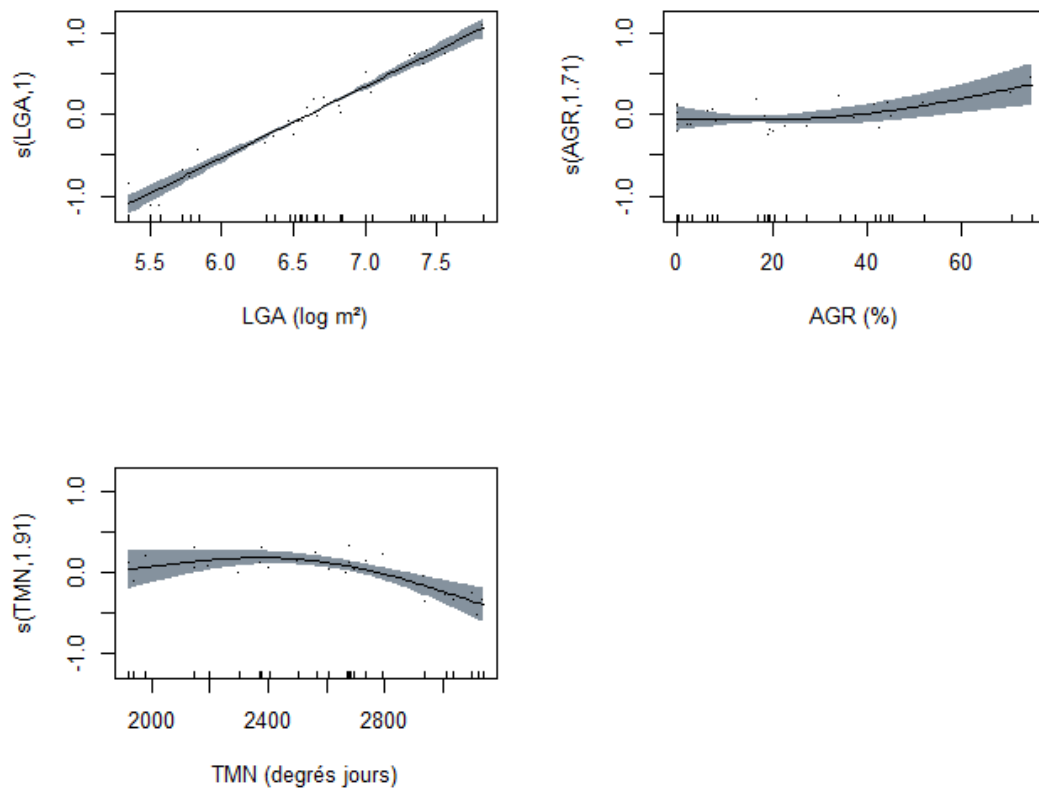 s(LGA,1)
1.0
0.0
-1.0
5.5 6.0 6.5 7.0 7.5
LGA (log m²)
s(AGR,1.71)
1.0
0.0
-1.0
0 20 40 60
AGR (%)
s(TMN,1.91)
1.0
0.0
-1.0
2000 2400 2800
TMN (degrés jours)